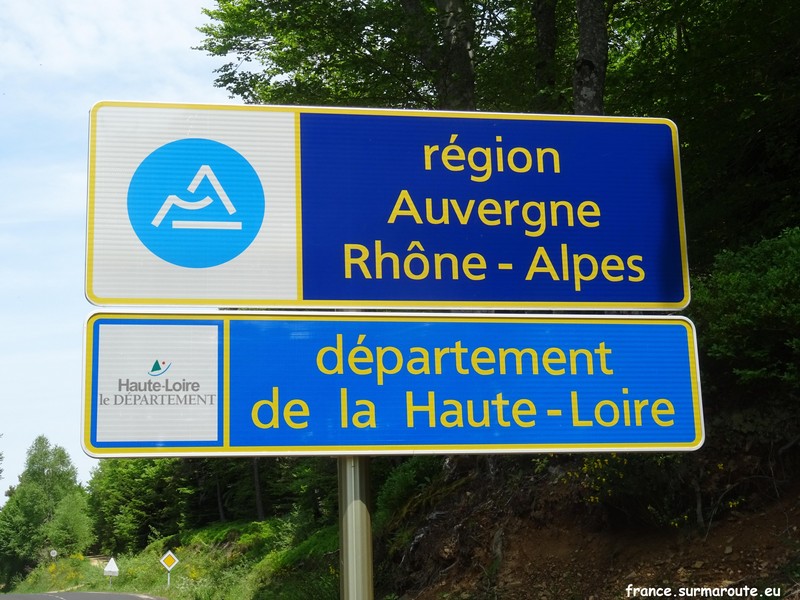 région
Auvergne
Rhône - Alpes
Haute-Loire
le DÉPARTEMENT
département
de la Haute - Loire
france.surmaroute.eu